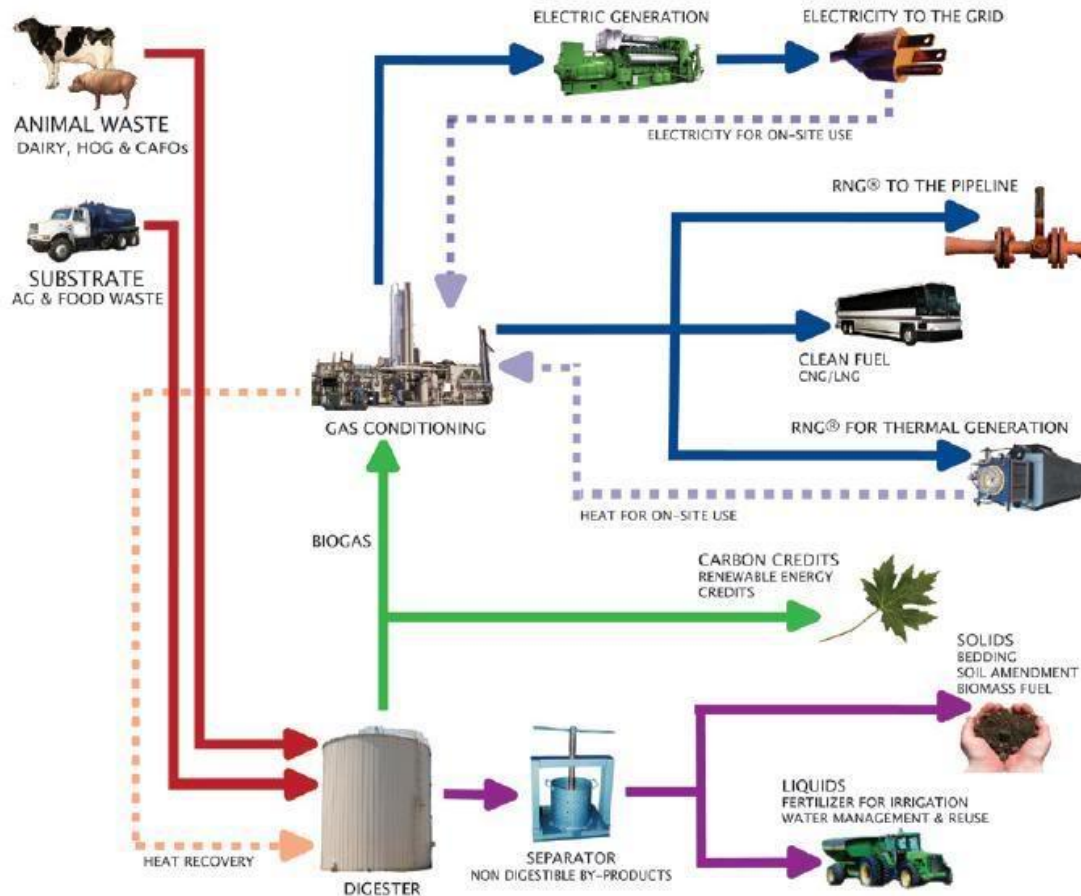 ELECTRIC GENERATION
ELECTRICITY TO THE GRID
ANIMAL WASTE
DAIRY, HOG & CAFOs
ELECTRICITY FOR ON-SITE USE
RNG® TO THE PIPELINE
SUBSTRATE
AG & FOOD WASTE
CLEAN FUEL
CNG/LNG
GAS CONDITIONING
RNG® FOR THERMAL GENERATION
HEAT FOR ON-SITE USE
BIOGAS
CARBON CREDITS
RENEWABLE ENERGY
CREDITS
SOLIDS
BEDDING
SOIL AMENDMENT
BIOMASS FUEL
LIQUIDS
FERTILIZER FOR IRRIGATION
WATER MANAGEMENT & REUSE
HEAT RECOVERY
DIGESTER
SEPARATOR
NON DIGESTIBLE BY-PRODUCTS